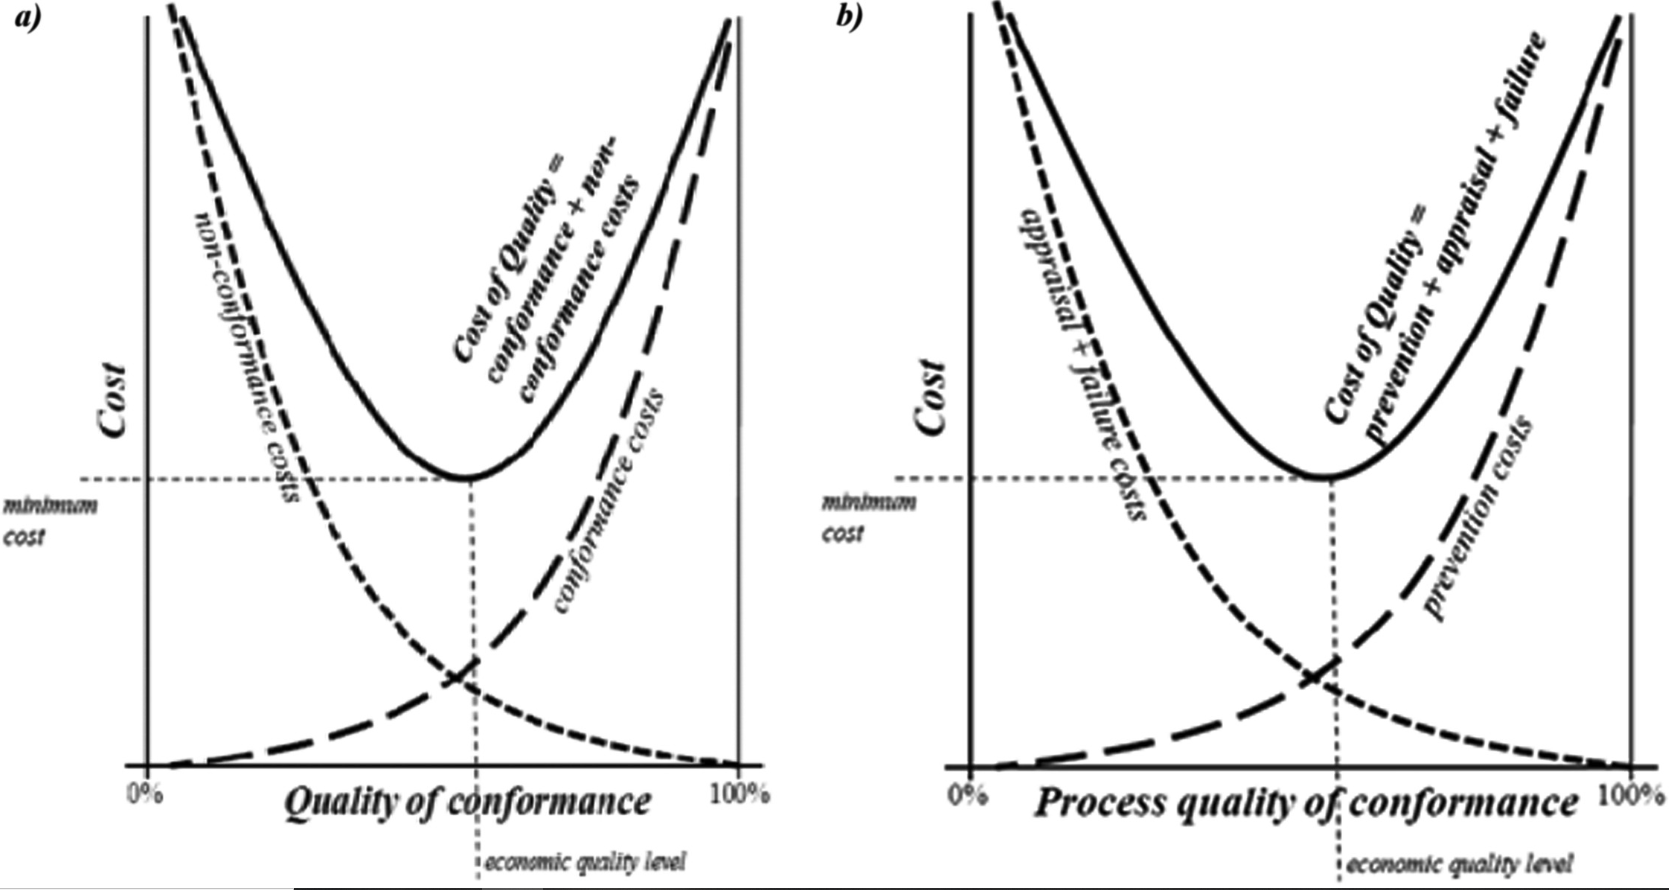 a)
Cost of Quality =
conformance + non-
conformance costs
non-conformance costs
conformance costs
Cost
minimum
cost
0%
Quality of conformance
100%
economic quality level
b)
Cost of Quality =
prevention + appraisal + failure
appraisal + failure costs
prevention costs
Cost
minimum
cost
0%
Process quality of conformance
100%
economic quality level